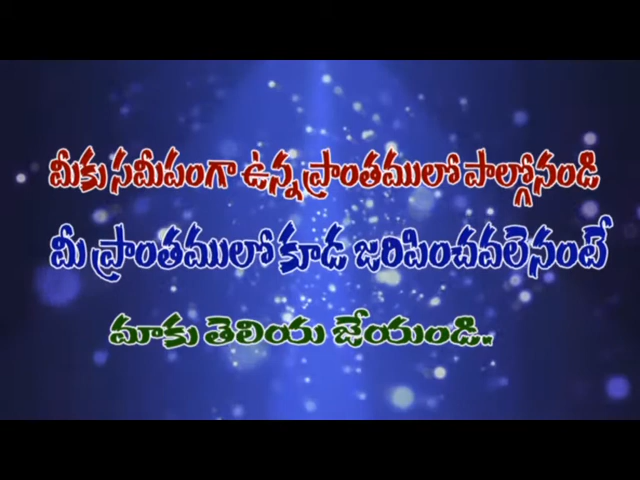 మీకు సమీపంగా ఉన్న ప్రాంతములో పాల్గోనండి
మీ ప్రాంతములో కూడ జరిపించవలెనంటే
మాకు తెలియ జేయండి..